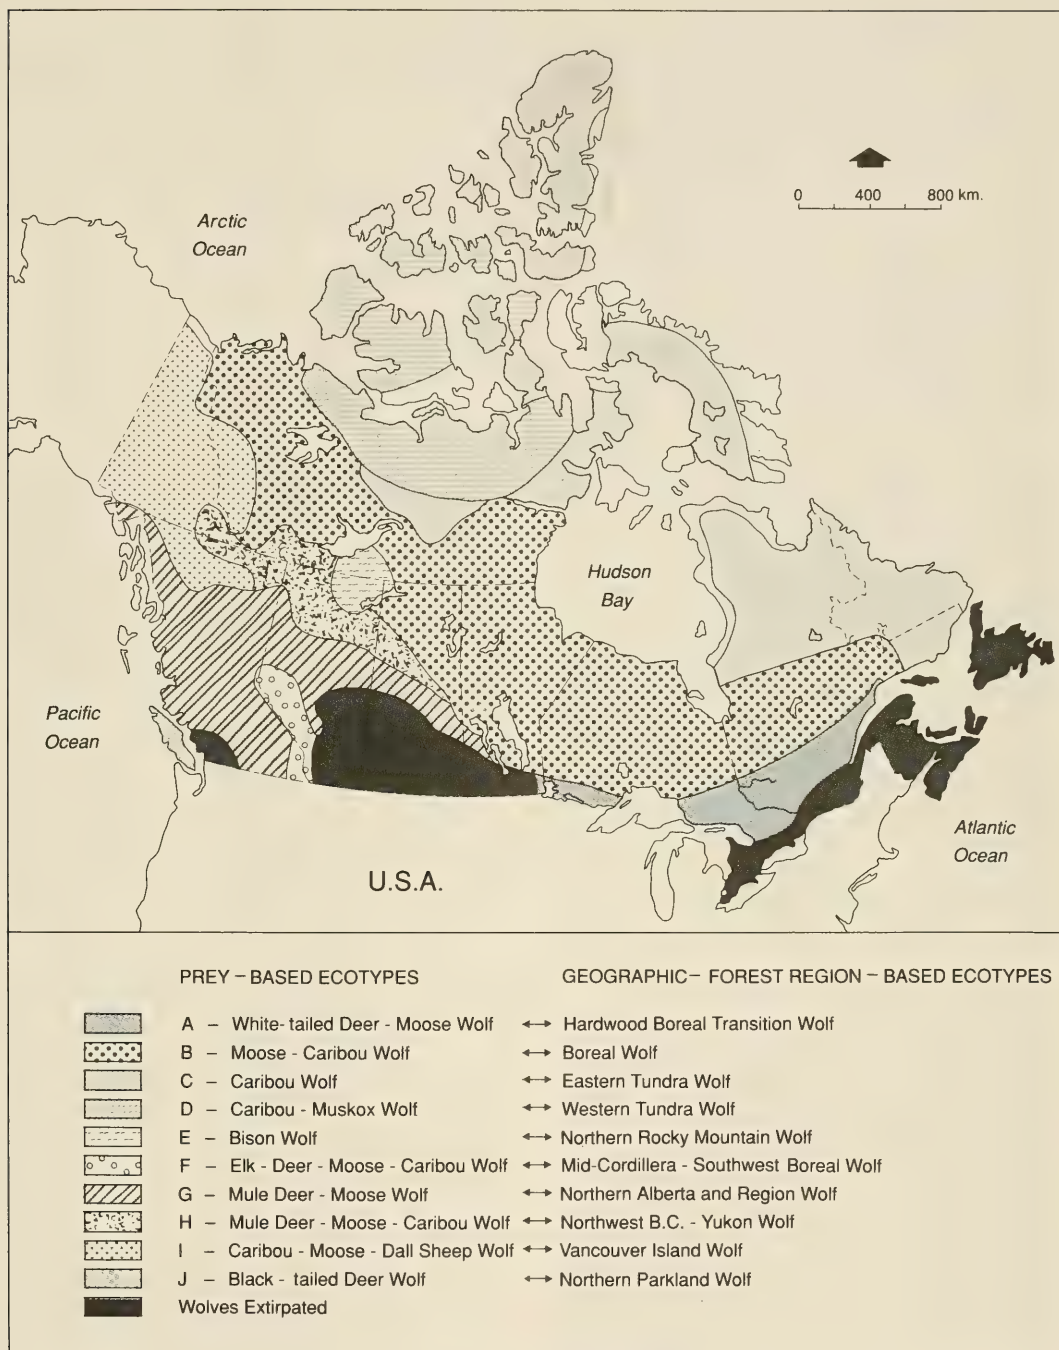 Arctic
Ocean
0 400 800 km.
Hudson
Bay
Pacific
Ocean
Atlantic
Ocean
U.S.A.
PREY – BASED ECOTYPES GEOGRAPHIC – FOREST REGION – BASED ECOTYPES
A – White-tailed Deer - Moose Wolf ↔ Hardwood Boreal Transition Wolf
B – Moose - Caribou Wolf ↔ Boreal Wolf
C – Caribou Wolf ↔ Eastern Tundra Wolf
D – Caribou - Muskox Wolf ↔ Western Tundra Wolf
E – Bison Wolf ↔ Northern Rocky Mountain Wolf
F – Elk - Deer - Moose - Caribou Wolf ↔ Mid-Cordillera - Southwest Boreal Wolf
G – Mule Deer - Moose Wolf ↔ Northern Alberta and Region Wolf
H – Mule Deer - Moose - Caribou Wolf ↔ Northwest B.C. - Yukon Wolf
I – Caribou - Moose - Dall Sheep Wolf ↔ Vancouver Island Wolf
J – Black - tailed Deer Wolf ↔ Northern Parkland Wolf
Wolves Extirpated